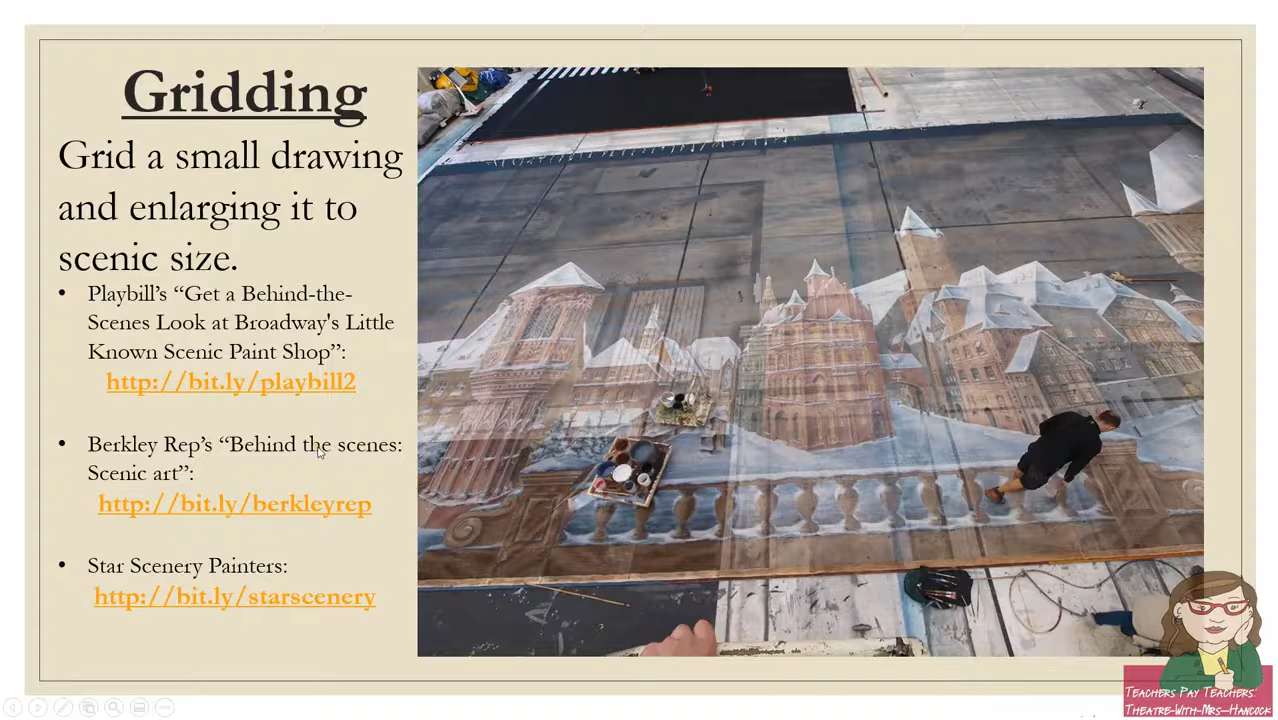 Gridding
Grid a small drawing
and enlarging it to
scenic size.
• Playbill’s “Get a Behind-the-
Scenes Look at Broadway's Little
Known Scenic Paint Shop”:
http://bit.ly/playbill2
• Berkley Rep’s “Behind the scenes:
Scenic art”:
http://bit.ly/berkleyrep
• Star Scenery Painters:
http://bit.ly/starscenery
Teachers Pay Teachers:
Theatre-With-Mrs-Hancock